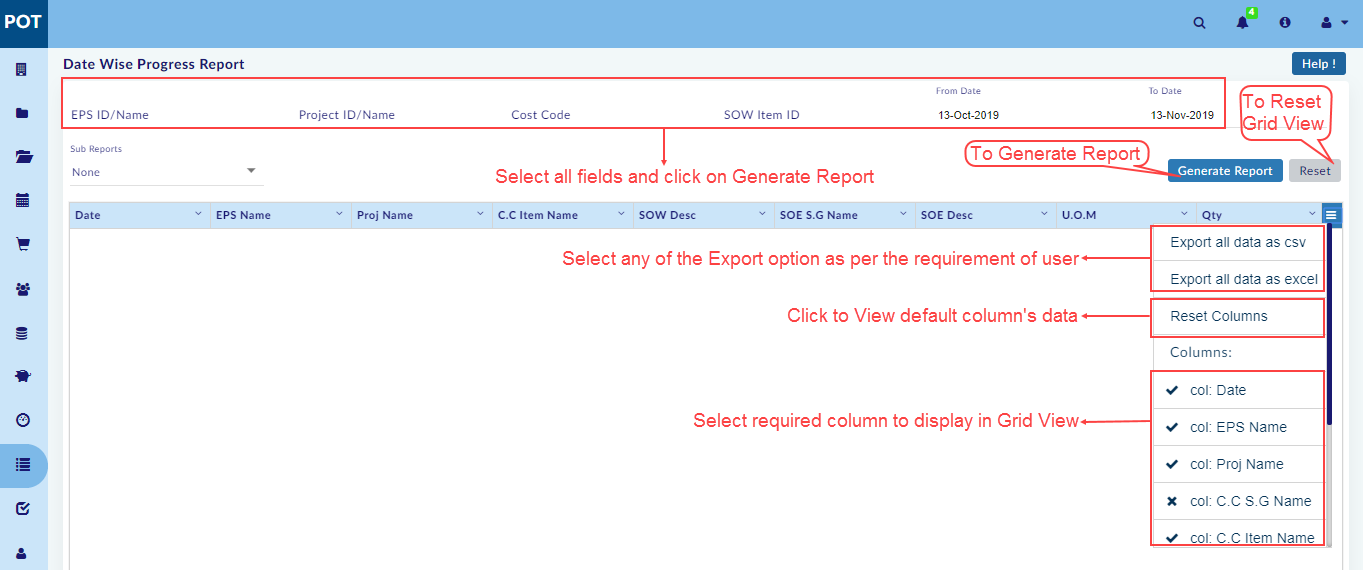 POT
4
Date Wise Progress Report
Help !
From Date
To Date
EPS ID/Name
Project ID/Name
Cost Code
SOW Item ID
13-Oct-2019
13-Nov-2019
To Reset
Grid View
Sub Reports
None
Select all fields and click on Generate Report
To Generate Report
Generate Report
Reset
Date
EPS Name
Proj Name
C.C Item Name
SOW Desc
SOE S.G Name
SOE Desc
U.O.M
Qty
Select any of the Export option as per the requirement of user
Export all data as csv
Export all data as excel
Click to View default column's data
Reset Columns
Columns:
Select required column to display in Grid View
col: Date
col: EPS Name
col: Proj Name
col: C.C S.G Name
col: C.C Item Name